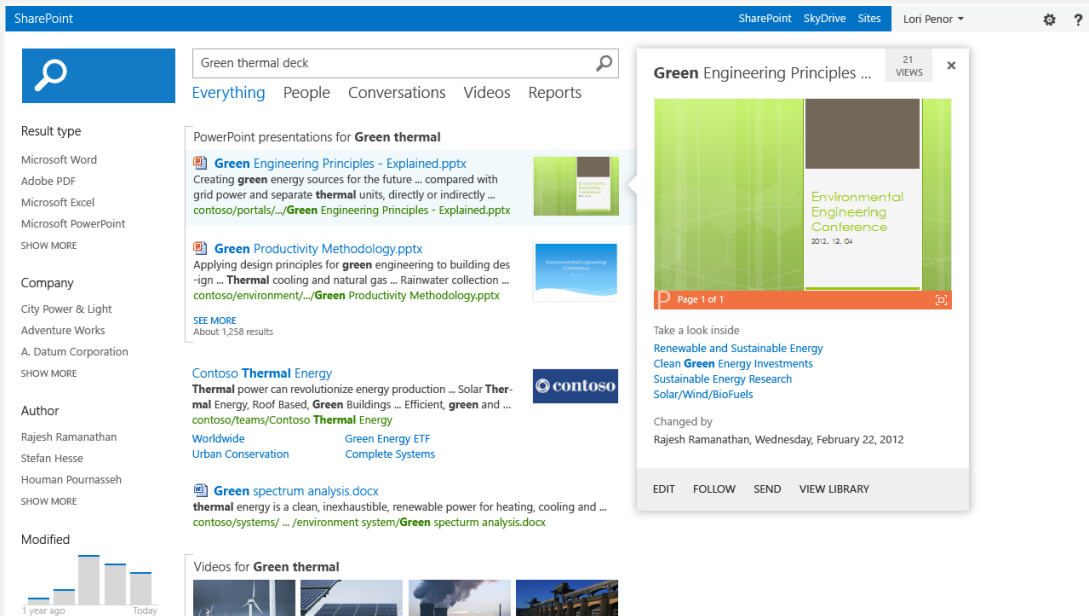 SharePoint
SharePoint SkyDrive Sites Lori Penor
?
Green thermal deck
Everything People Conversations Videos Reports
Result type
Microsoft Word
Adobe PDF
Microsoft Excel
Microsoft PowerPoint
SHOW MORE
Company
City Power & Light
Adventure Works
A. Datum Corporation
SHOW MORE
Author
Rajesh Ramanathan
Stefan Hesse
Houman Pournasseh
SHOW MORE
Modified
1 year ago Today
PowerPoint presentations for Green thermal
Green Engineering Principles - Explained.pptx
Creating green energy sources for the future ... compared with
grid power and separate thermal units, directly or indirectly ...
contoso/portals/.../Green Engineering Principles - Explained.pptx
Green Productivity Methodology.pptx
Applying design principles for green engineering to building des
-ign ... Thermal cooling and natural gas ... Rainwater collection ...
contoso/environment/.../Green Productivity Methodology.pptx
SEE MORE
About 1,258 results
Environmental Engineering
Conference
Environmental Engineering
Conference
Contoso Thermal Energy
Thermal power can revolutionize energy production ... Solar Ther-
mal Energy, Roof Based, Green Buildings ... Efficient, green and ...
contoso/teams/Contoso Thermal Energy
Worldwide Green Energy ETF
Urban Conservation Complete Systems
contoso
Green spectrum analysis.docx
thermal energy is a clean, inexhaustible, renewable power for heating, cooling and ...
contoso/systems/ ... /environment system/Green specturm analysis.docx
Videos for Green thermal
Green Engineering Principles ...
21
VIEWS
Environmental
Engineering
Conference
2012. 12. 04
P Page 1 of 1
Take a look inside
Renewable and Sustainable Energy
Clean Green Energy Investments
Sustainable Energy Research
Solar/Wind/BioFuels
Changed by
Rajesh Ramanathan, Wednesday, February 22, 2012
EDIT FOLLOW SEND VIEW LIBRARY